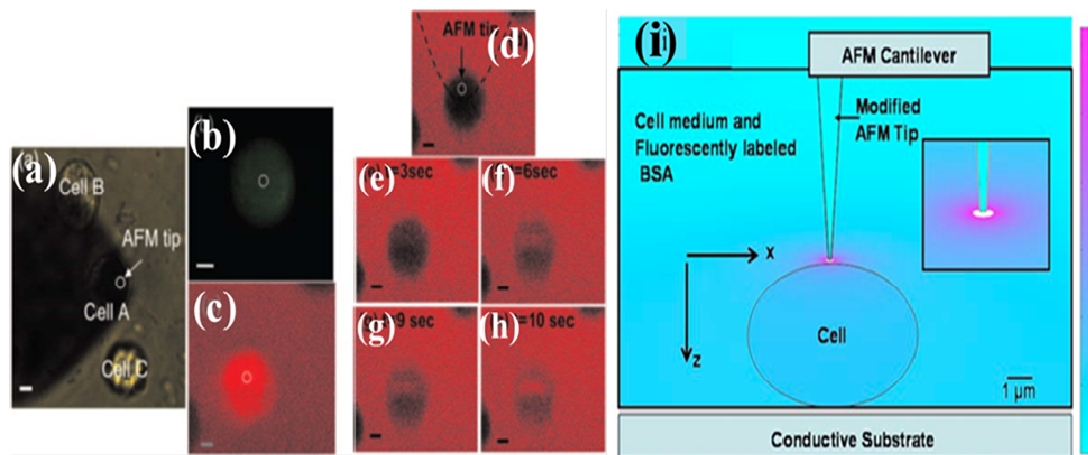 (a)
Cell B
AFM tip
Cell A
Cell C
(b)
(c)
AFM tip
(d)
(e)
=3sec
(f)
=6sec
(g)
=9 sec
(h)
=10 sec
(i)
AFM Cantilever
Modified
AFM Tip
Cell medium and
Fluorescently labeled
BSA
x
z
Cell
1 µm
Conductive Substrate